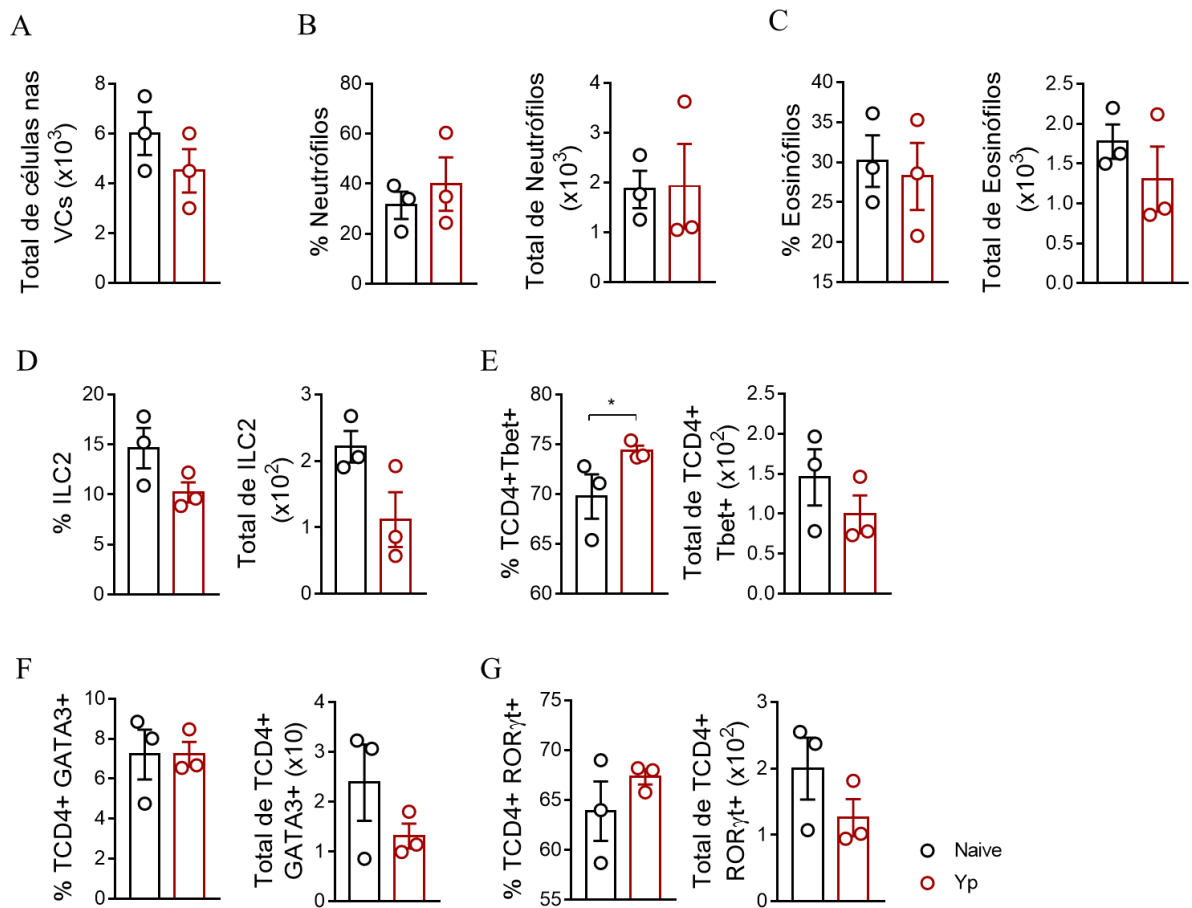 A
Total de células nas
VCs (x10³)
8
6
4
2
0
B
% Neutrófilos
80
60
40
20
0
Total de Neutrófilos
(x10³)
4
3
2
1
0
C
% Eosinófilos
40
35
30
25
20
15
Total de Eosinófilos
(x10³)
2.5
2.0
1.5
1.0
0.5
0.0
D
% ILC2
20
15
10
5
0
Total de ILC2
(x10²)
3
2
1
0
E
% TCD4+Tbet+
80
75
70
65
60
*
Total de TCD4+
Tbet+ (x10²)
2.5
2.0
1.5
1.0
0.5
0.0
F
% TCD4+ GATA3+
10
8
6
4
2
0
Total de TCD4+
GATA3+ (x10)
4
3
2
1
0
G
% TCD4+ RORγt+
75
70
65
60
55
Total de TCD4+
RORγt+ (x10²)
3
2
1
0
Naive
Yp